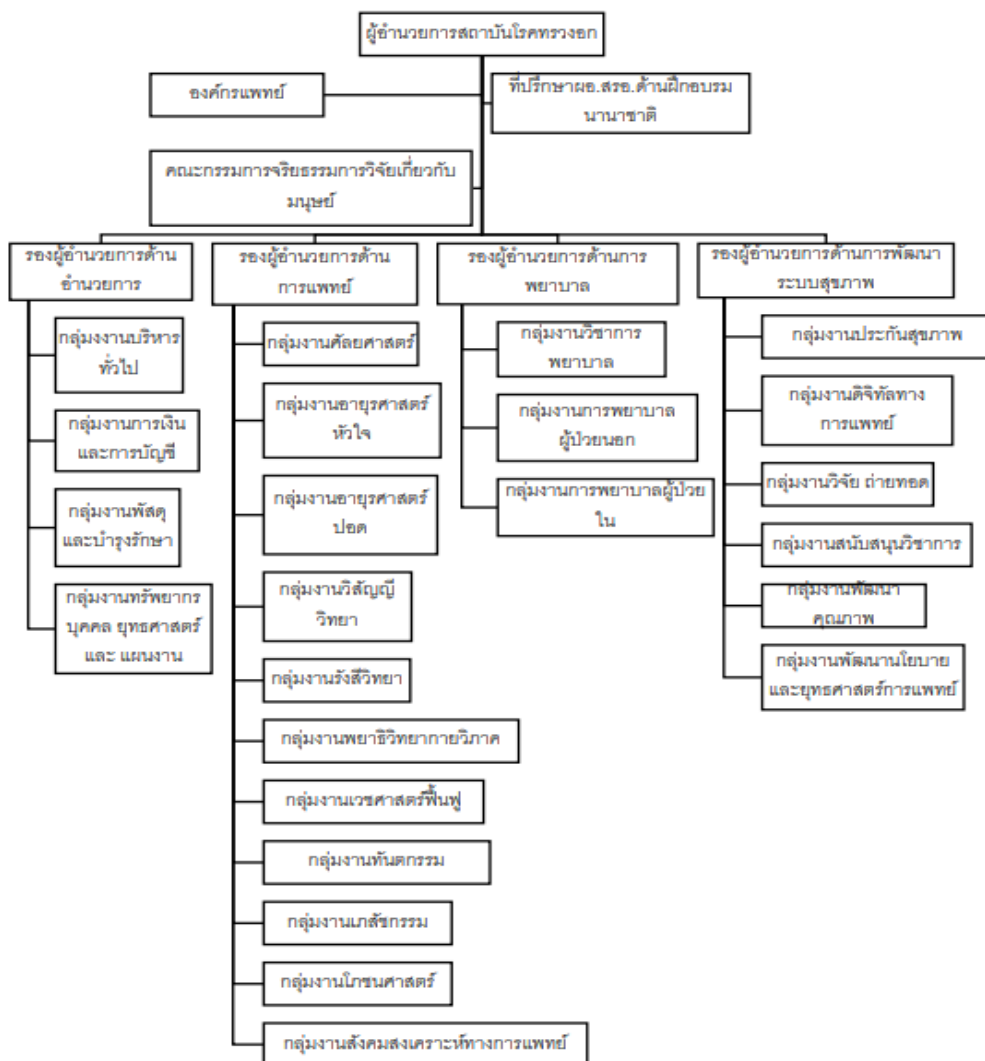 ผู้อำนวยการสถาบันโรคทรวงอก
องค์กรแพทย์
ที่ปรึกษาผอ.สรอ.ด้านฝึกอบรม
นานาชาติ
คณะกรรมการจริยธรรมการวิจัยเกี่ยวกับ
มนุษย์
รองผู้อำนวยการด้าน
อำนวยการ
กลุ่มงงานบริหาร
ทั่วไป
กลุ่มงานการเงิน
และการบัญชี
กลุ่มงานพัสดุ
และบำรุงรักษา
กลุ่มงานทรัพยากร
บุคคล ยุทธศาสตร์
และ แผนงาน
รองผู้อำนวยการด้าน
การแพทย์
กลุ่มงานศัลยศาสตร์
กลุ่มงานอายุรศาสตร์
หัวใจ
กลุ่มงานอายุรศาสตร์
ปอด
กลุ่มงานวิสัญญี
วิทยา
กลุ่มงานรังสีวิทยา
กลุ่มงานพยาธิวิทยากายวิภาค
กลุ่มงานเวชศาสตร์ฟื้นฟู
กลุ่มงานทันตกรรม
กลุ่มงานเภสัชกรรม
กลุ่มงานโภชนศาสตร์
กลุ่มงานสังคมสงเคราะห์ทางการแพทย์
รองผู้อำนวยการด้านการ
พยาบาล
กลุ่มงานวิชาการ
พยาบาล
กลุ่มงานการพยาบาล
ผู้ป่วยนอก
กลุ่มงานการพยาบาลผู้ป่วย
ใน
รองผู้อำนวยการด้านการพัฒนา
ระบบสุขภาพ
กลุ่มงานประกันสุขภาพ
กลุ่มงานดิจิทัลทาง
การแพทย์
กลุ่มงานวิจัย ถ่ายทอด
กลุ่มงานสนับสนุนวิชาการ
กลุ่มงานพัฒนา
คุณภาพ
กลุ่มงานพัฒนานโยบาย
และยุทธศาสตร์การแพทย์